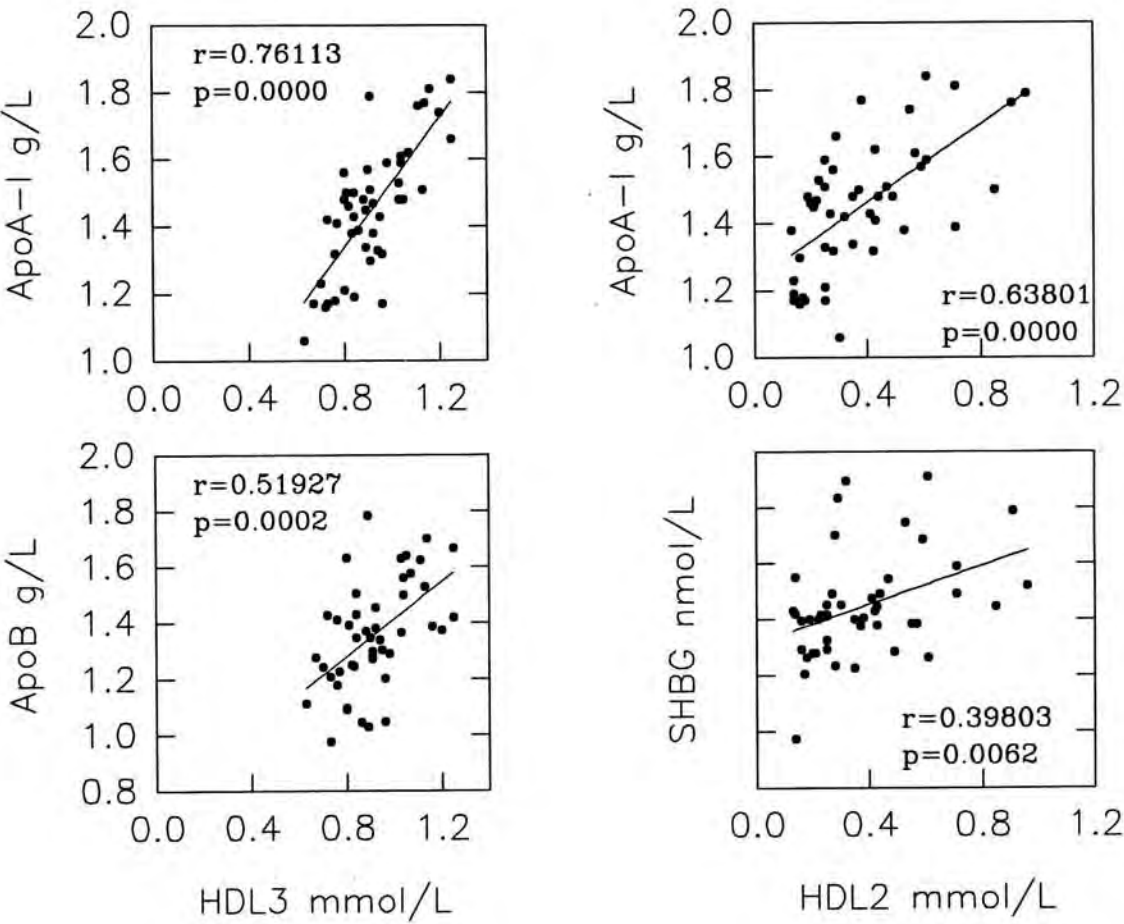 2.0
r=0.76113
p=0.0000
1.8
1.6
1.4
1.2
1.0
ApoA-I g/L
0.0 0.4 0.8 1.2
2.0
1.8
1.6
1.4
1.2
1.0
ApoA-I g/L
r=0.63801
p=0.0000
0.0 0.4 0.8 1.2
2.0
r=0.51927
p=0.0002
1.8
1.6
1.4
1.2
1.0
0.8
ApoB g/L
0.0 0.4 0.8 1.2
HDL3 mmol/L
SHBG nmol/L
r=0.39803
p=0.0062
0.0 0.4 0.8 1.2
HDL2 mmol/L